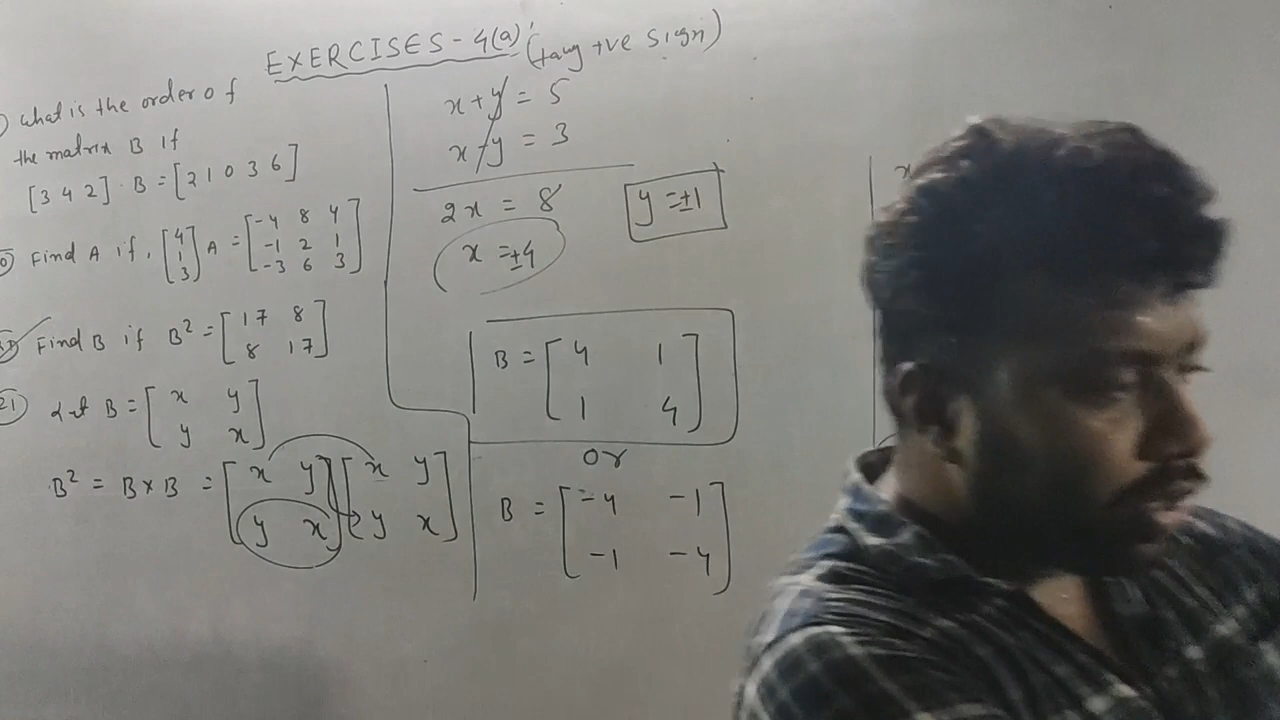 EXERCISES - 4(a) (taking +ve sign)
) What is the order of
the matrix B if
[3 4 2] · B = [2 1 0 3 6]
Find A if, [4 1 3] A = [-4 8 4
-1 2 1
-3 6 3]
Find B if B² = [17 8
8 17]
21) Let B = [x y
y x]
B² = B × B = [x y] [x y]
[y x] [y x]
x + y = 5
x - y = 3
2x = 8
x = ±4
y = ±1
B = [4 1
1 4]
or
B = [-4 -1
-1 -4]
x